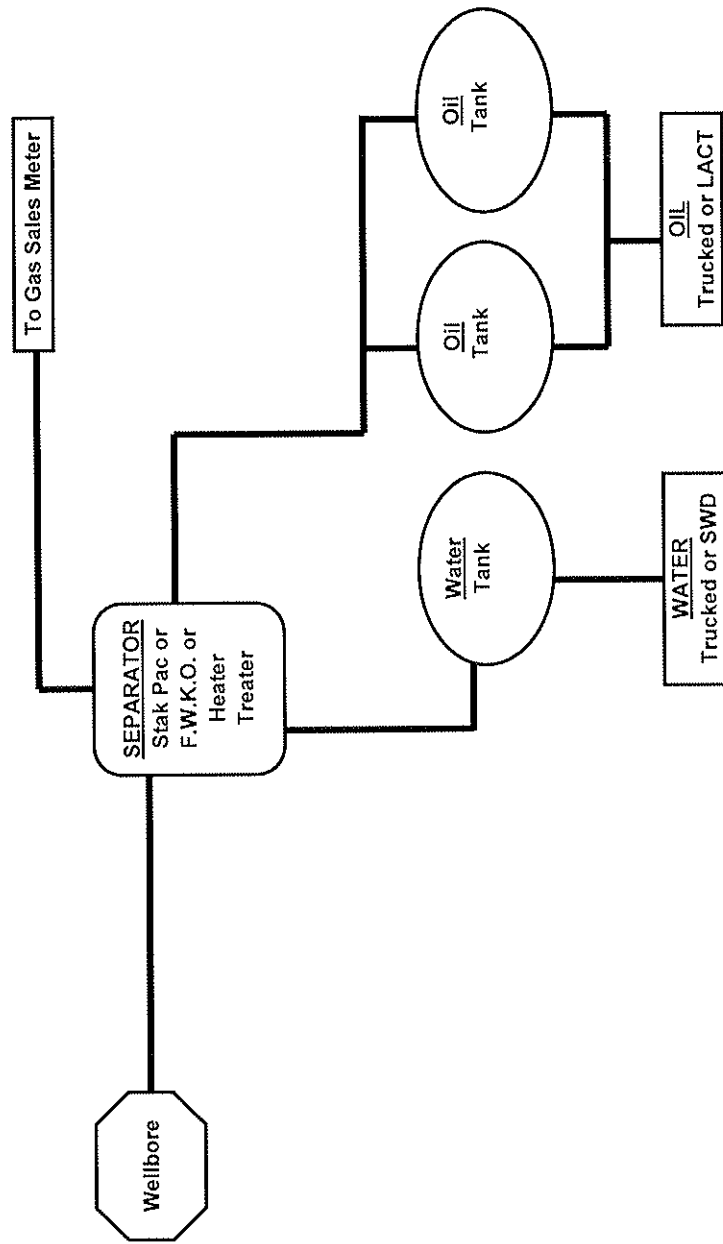 To Gas Sales Meter
Wellbore
SEPARATOR
Stak Pac or
F.W.K.O. or
Heater
Treater
Water
Tank
Oil
Tank
Oil
Tank
WATER
Trucked or SWD
OIL
Trucked or LACT